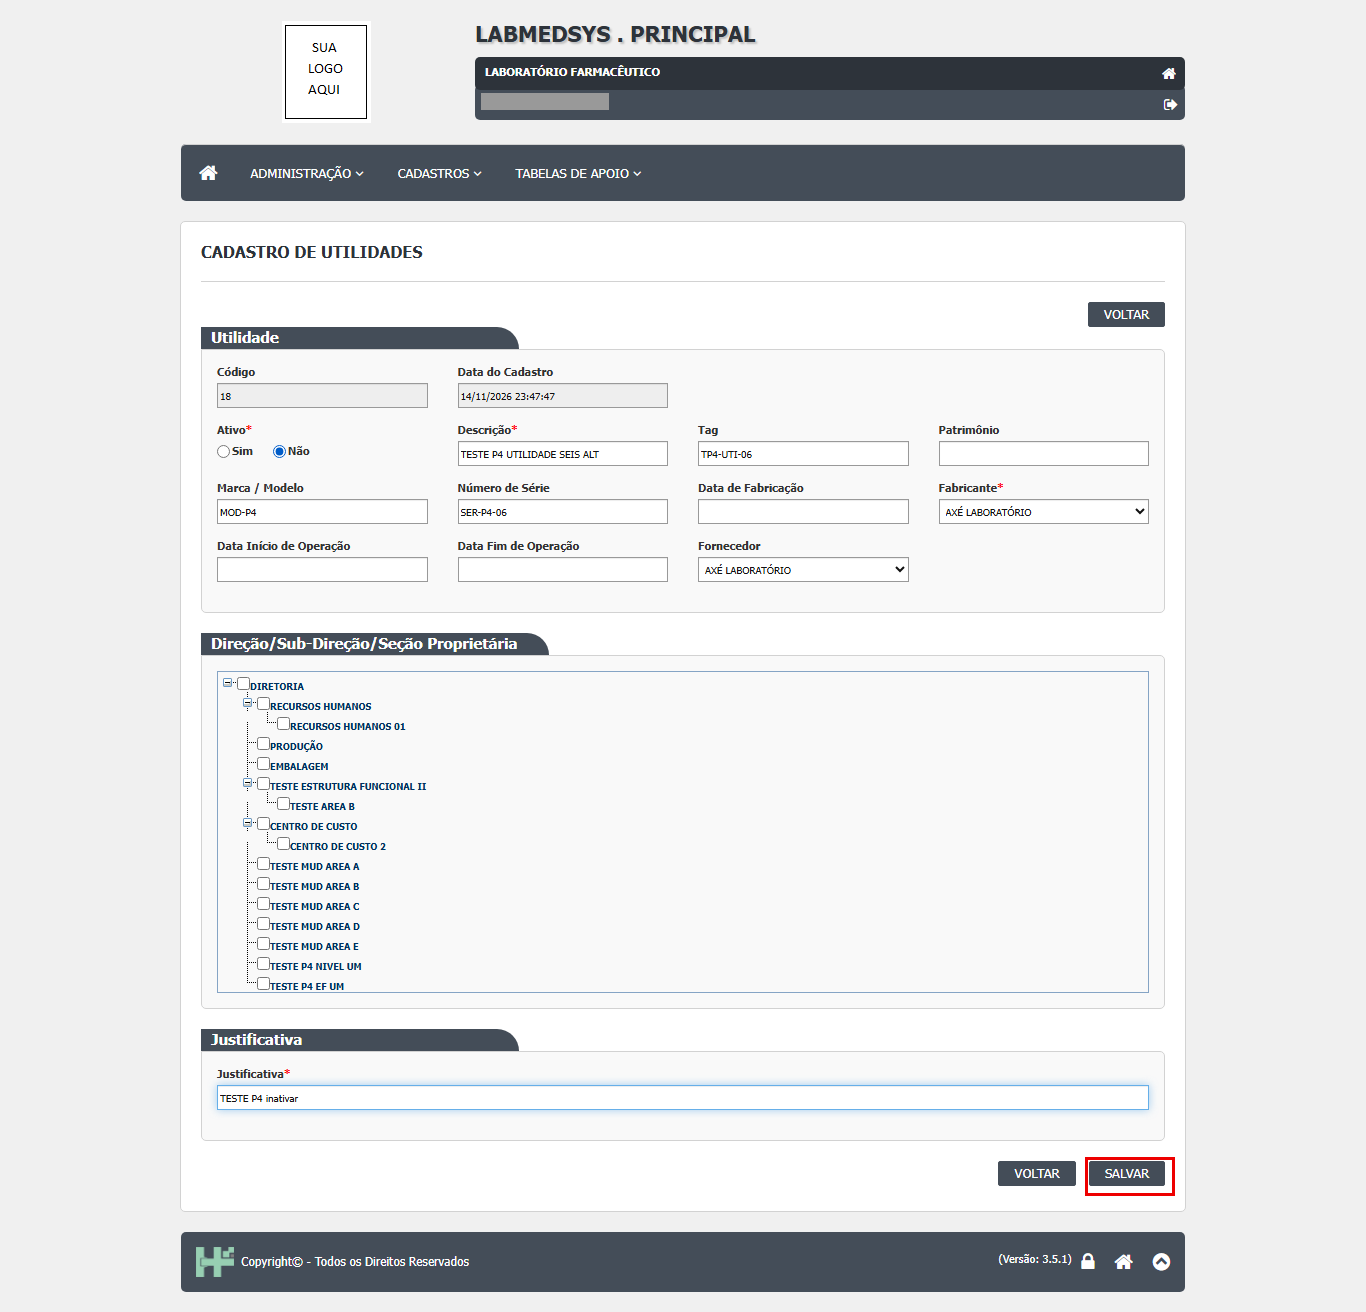 SUA
LOGO
AQUI
LABMEDSYS . PRINCIPAL
LABORATÓRIO FARMACÊUTICO
ADMINISTRAÇÃO CADASTROS TABELAS DE APOIO
CADASTRO DE UTILIDADES
VOLTAR
Utilidade
Código Data do Cadastro
18 14/11/2026 23:47:47
Ativo* Descrição* Tag Patrimônio
Sim Não TESTE P4 UTILIDADE SEIS ALT TP4-UTI-06
Marca / Modelo Número de Série Data de Fabricação Fabricante*
MOD-P4 SER-P4-06 AXÉ LABORATÓRIO
Data Início de Operação Data Fim de Operação Fornecedor
AXÉ LABORATÓRIO
Direção/Sub-Direção/Seção Proprietária
DIRETORIA
RECURSOS HUMANOS
RECURSOS HUMANOS 01
PRODUÇÃO
EMBALAGEM
TESTE ESTRUTURA FUNCIONAL II
TESTE AREA B
CENTRO DE CUSTO
CENTRO DE CUSTO 2
TESTE MUD AREA A
TESTE MUD AREA B
TESTE MUD AREA C
TESTE MUD AREA D
TESTE MUD AREA E
TESTE P4 NIVEL UM
TESTE P4 EF UM
Justificativa
Justificativa*
TESTE P4 inativar
VOLTAR SALVAR
Copyright© - Todos os Direitos Reservados (Versão: 3.5.1)